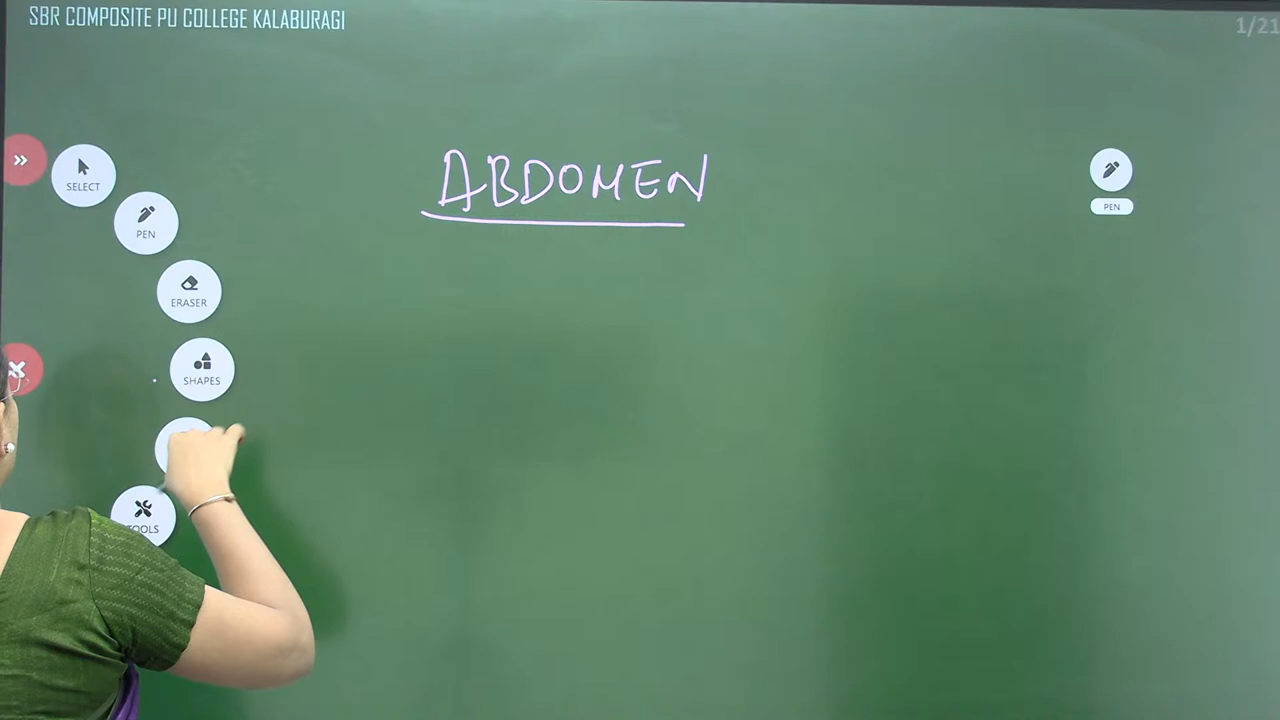 SBR COMPOSITE PU COLLEGE KALABURAGI
1/21
ABDOMEN
SELECT
PEN
PEN
ERASER
SHAPES
TOOLS